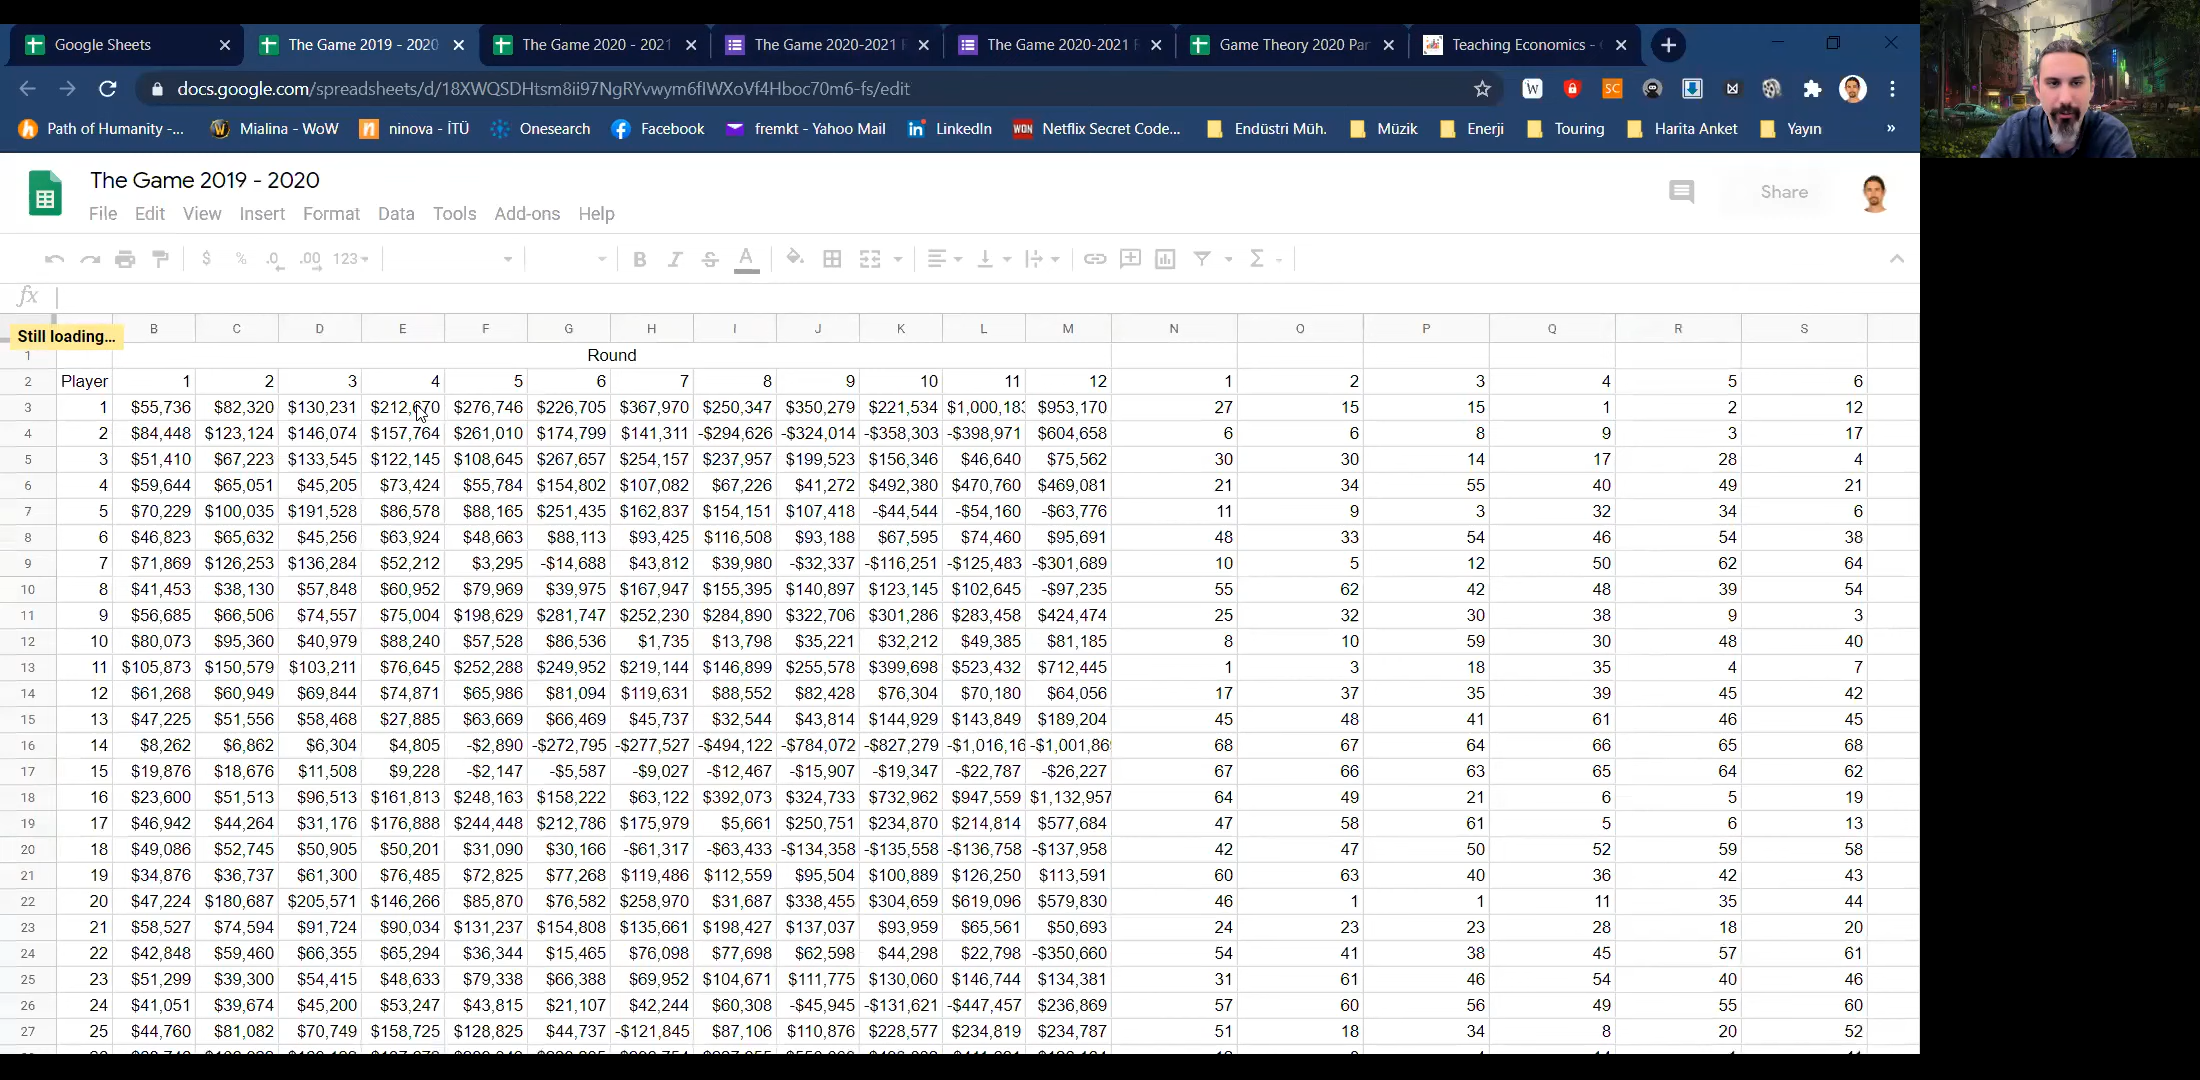 Google Sheets
The Game 2019 - 2020
The Game 2020 - 2021
The Game 2020-2021
The Game 2020-2021
Game Theory 2020 Par
Teaching Economics -
docs.google.com/spreadsheets/d/18XWQSDHtsm8ii97NgRYvwym6fIWXoVf4Hboc70m6-fs/edit
Path of Humanity -... Mialina - WoW ninova - İTÜ Onesearch Facebook fremkt - Yahoo Mail LinkedIn Netflix Secret Code... Endüstri Müh. Müzik Enerji Touring Harita Anket Yayın »
The Game 2019 - 2020
File Edit View Insert Format Data Tools Add-ons Help
Share
$ % .0 .00 123
fx
Still loading...
B C D E F G H I J K L M N O P Q R S
1 Round
2 Player 1 2 3 4 5 6 7 8 9 10 11 12 1 2 3 4 5 6
3 1 $55,736 $82,320 $130,231 $212,670 $276,746 $226,705 $367,970 $250,347 $350,279 $221,534 $1,000,183 $953,170 27 15 15 1 2 12
4 2 $84,448 $123,124 $146,074 $157,764 $261,010 $174,799 $141,311 -$294,626 -$324,014 -$358,303 -$398,971 $604,658 6 6 8 9 3 17
5 3 $51,410 $67,223 $133,545 $122,145 $108,645 $267,657 $254,157 $237,957 $199,523 $156,346 $46,640 $75,562 30 30 14 17 28 4
6 4 $59,644 $65,051 $45,205 $73,424 $55,784 $154,802 $107,082 $67,226 $41,272 $492,380 $470,760 $469,081 21 34 55 40 49 21
7 5 $70,229 $100,035 $191,528 $86,578 $88,165 $251,435 $162,837 $154,151 $107,418 -$44,544 -$54,160 -$63,776 11 9 3 32 34 6
8 6 $46,823 $65,632 $45,256 $63,924 $48,663 $88,113 $93,425 $116,508 $93,188 $67,595 $74,460 $95,691 48 33 54 46 54 38
9 7 $71,869 $126,253 $136,284 $52,212 $3,295 -$14,688 $43,812 $39,980 -$32,337 -$116,251 -$125,483 -$301,689 10 5 12 50 62 64
10 8 $41,453 $38,130 $57,848 $60,952 $79,969 $39,975 $167,947 $155,395 $140,897 $123,145 $102,645 -$97,235 55 62 42 48 39 54
11 9 $56,685 $66,506 $74,557 $75,004 $198,629 $281,747 $252,230 $284,890 $322,706 $301,286 $283,458 $424,474 25 32 30 38 9 3
12 10 $80,073 $95,360 $40,979 $88,240 $57,528 $86,536 $1,735 $13,798 $35,221 $32,212 $49,385 $81,185 8 10 59 30 48 40
13 11 $105,873 $150,579 $103,211 $76,645 $252,288 $249,952 $219,144 $146,899 $255,578 $399,698 $523,432 $712,445 1 3 18 35 4 7
14 12 $61,268 $60,949 $69,844 $74,871 $65,986 $81,094 $119,631 $88,552 $82,428 $76,304 $70,180 $64,056 17 37 35 39 45 42
15 13 $47,225 $51,556 $58,468 $27,885 $63,669 $66,469 $45,737 $32,544 $43,814 $144,929 $143,849 $189,204 45 48 41 61 46 45
16 14 $8,262 $6,862 $6,304 $4,805 -$2,890 -$272,795 -$277,527 -$494,122 -$784,072 -$827,279 -$1,016,16 -$1,001,86 68 67 64 66 65 68
17 15 $19,876 $18,676 $11,508 $9,228 -$2,147 -$5,587 -$9,027 -$12,467 -$15,907 -$19,347 -$22,787 -$26,227 67 66 63 65 64 62
18 16 $23,600 $51,513 $96,513 $161,813 $248,163 $158,222 $63,122 $392,073 $324,733 $732,962 $947,559 $1,132,957 64 49 21 6 5 19
19 17 $46,942 $44,264 $31,176 $176,888 $244,448 $212,786 $175,979 $5,661 $250,751 $234,870 $214,814 $577,684 47 58 61 5 6 13
20 18 $49,086 $52,745 $50,905 $50,201 $31,090 $30,166 -$61,317 -$63,433 -$134,358 -$135,558 -$136,758 -$137,958 42 47 50 52 59 58
21 19 $34,876 $36,737 $61,300 $76,485 $72,825 $77,268 $119,486 $112,559 $95,504 $100,889 $126,250 $113,591 60 63 40 36 42 43
22 20 $47,224 $180,687 $205,571 $146,266 $85,870 $76,582 $258,970 $31,687 $338,455 $304,659 $619,096 $579,830 46 1 1 11 35 44
23 21 $58,527 $74,594 $91,724 $90,034 $131,237 $154,808 $135,661 $198,427 $137,037 $93,959 $65,561 $50,693 24 23 23 28 18 20
24 22 $42,848 $59,460 $66,355 $65,294 $36,344 $15,465 $76,098 $77,698 $62,598 $44,298 $22,798 -$350,660 54 41 38 45 57 61
25 23 $51,299 $39,300 $54,415 $48,633 $79,338 $66,388 $69,952 $104,671 $111,775 $130,060 $146,744 $134,381 31 61 46 54 40 46
26 24 $41,051 $39,674 $45,200 $53,247 $43,815 $21,107 $42,244 $60,308 -$45,945 -$131,621 -$447,457 $236,869 57 60 56 49 55 60
27 25 $44,760 $81,082 $70,749 $158,725 $128,825 $44,737 -$121,845 $87,106 $110,876 $228,577 $234,819 $234,787 51 18 34 8 20 52